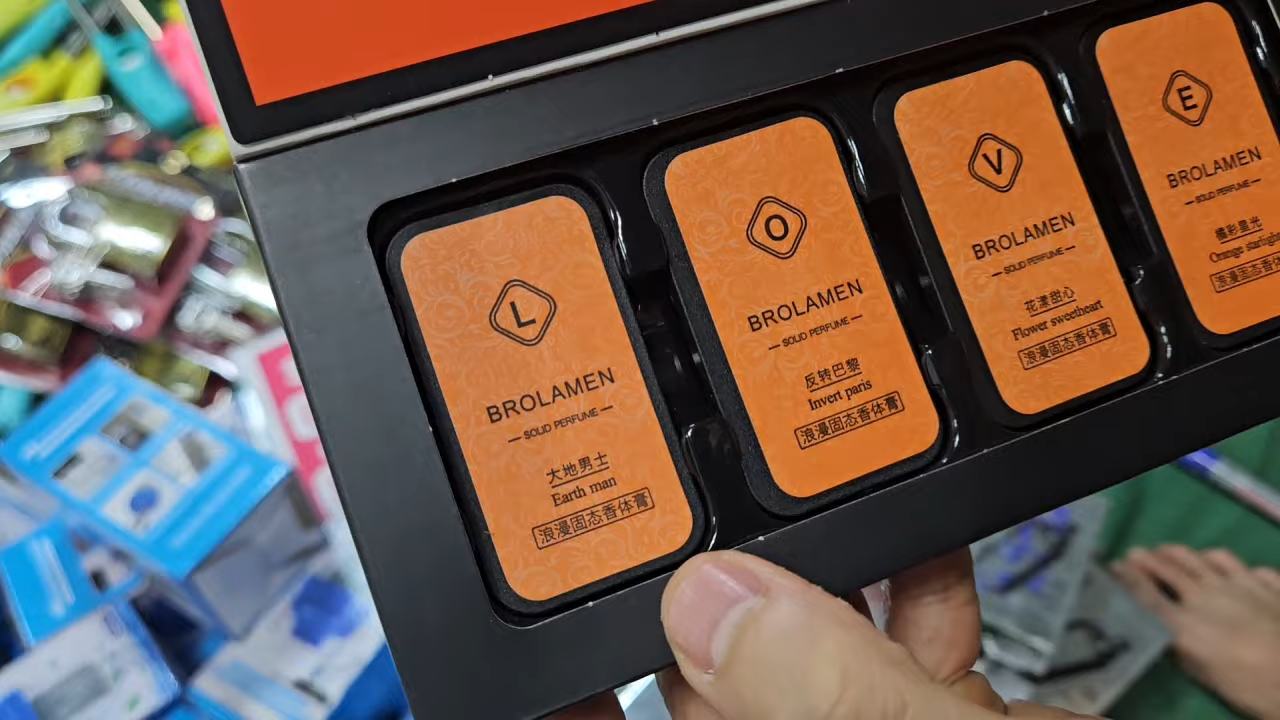 L
BROLAMEN
SOLID PERFUME
大地男士
Earth man
浪漫固态香体膏
O
BROLAMEN
SOLID PERFUME
反转巴黎
Invert paris
浪漫固态香体膏
V
BROLAMEN
SOLID PERFUME
花漾甜心
Flower sweetheart
浪漫固态香体膏
E
BROLAMEN
SOLID PERFUME
橘彩星光
Orange starlight
浪漫固态香体膏